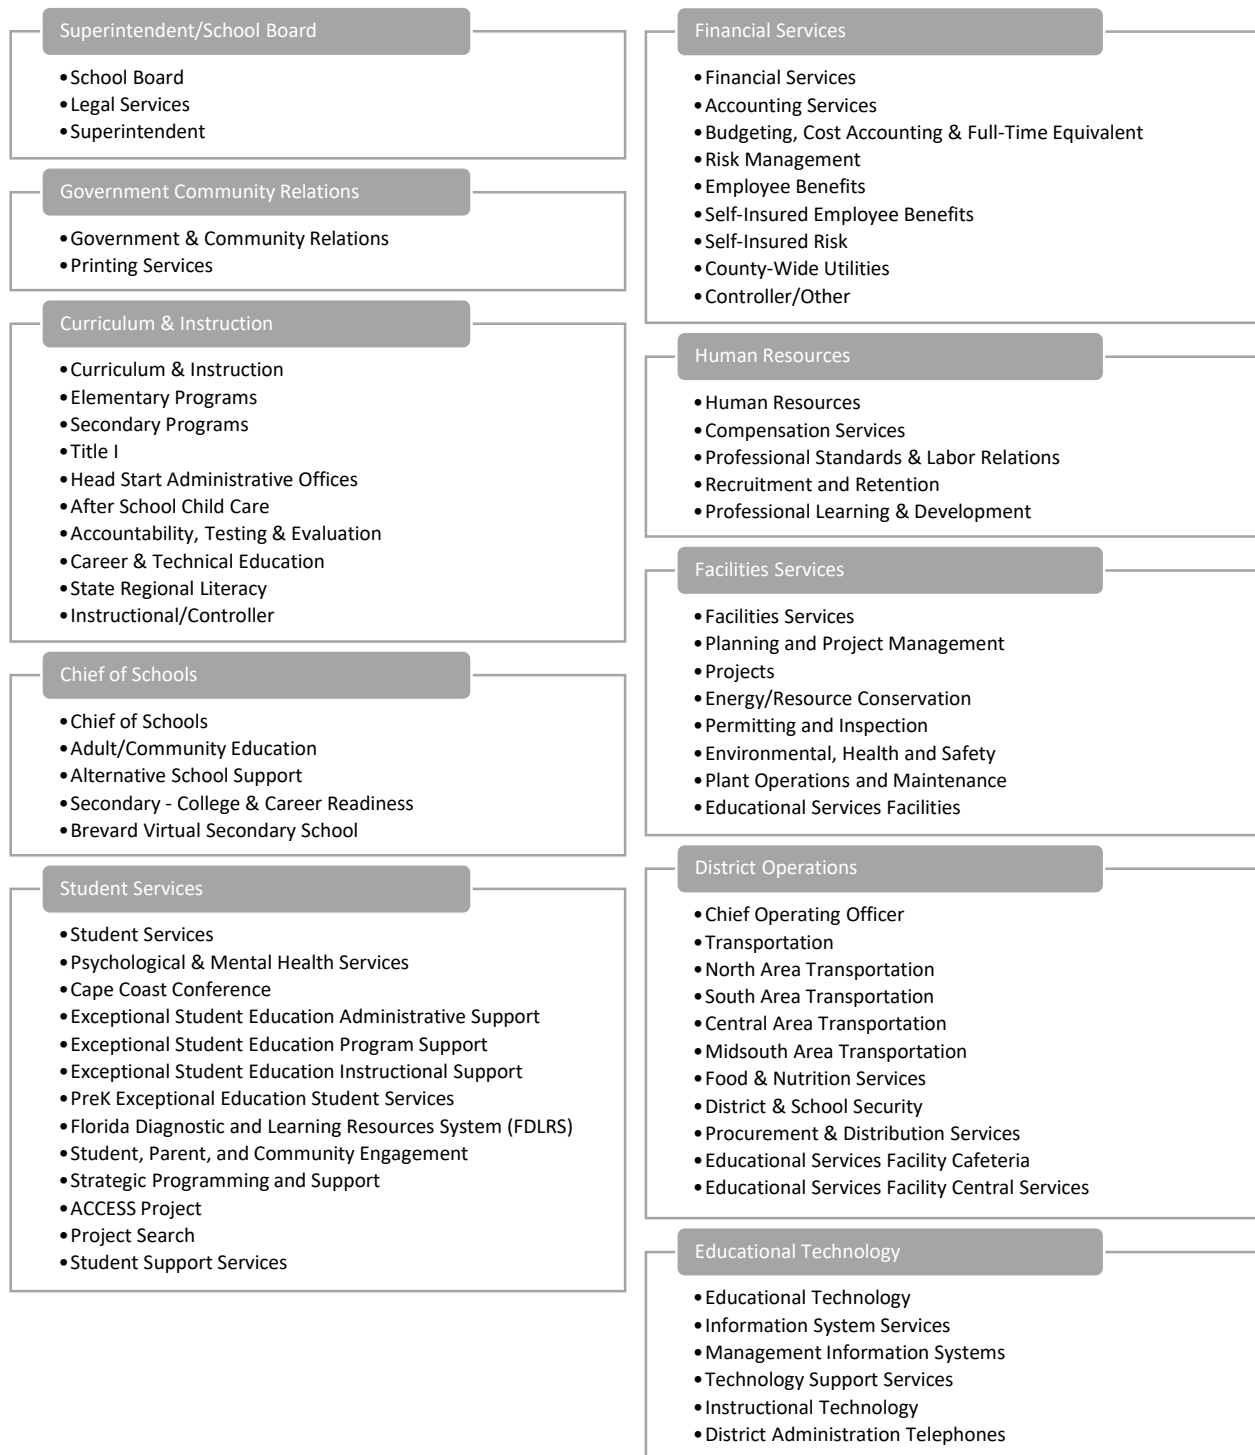 Superintendent/School Board
•School Board
•Legal Services
•Superintendent
Government Community Relations
•Government & Community Relations
•Printing Services
Curriculum & Instruction
•Curriculum & Instruction
•Elementary Programs
•Secondary Programs
•Title I
•Head Start Administrative Offices
•After School Child Care
•Accountability, Testing & Evaluation
•Career & Technical Education
•State Regional Literacy
•Instructional/Controller
Chief of Schools
•Chief of Schools
•Adult/Community Education
•Alternative School Support
•Secondary - College & Career Readiness
•Brevard Virtual Secondary School
Student Services
•Student Services
•Psychological & Mental Health Services
•Cape Coast Conference
•Exceptional Student Education Administrative Support
•Exceptional Student Education Program Support
•Exceptional Student Education Instructional Support
•PreK Exceptional Education Student Services
•Florida Diagnostic and Learning Resources System (FDLRS)
•Student, Parent, and Community Engagement
•Strategic Programming and Support
•ACCESS Project
•Project Search
•Student Support Services
Financial Services
•Financial Services
•Accounting Services
•Budgeting, Cost Accounting & Full-Time Equivalent
•Risk Management
•Employee Benefits
•Self-Insured Employee Benefits
•Self-Insured Risk
•County-Wide Utilities
•Controller/Other
Human Resources
•Human Resources
•Compensation Services
•Professional Standards & Labor Relations
•Recruitment and Retention
•Professional Learning & Development
Facilities Services
•Facilities Services
•Planning and Project Management
•Projects
•Energy/Resource Conservation
•Permitting and Inspection
•Environmental, Health and Safety
•Plant Operations and Maintenance
•Educational Services Facilities
District Operations
•Chief Operating Officer
•Transportation
•North Area Transportation
•South Area Transportation
•Central Area Transportation
•Midsouth Area Transportation
•Food & Nutrition Services
•District & School Security
•Procurement & Distribution Services
•Educational Services Facility Cafeteria
•Educational Services Facility Central Services
Educational Technology
•Educational Technology
•Information System Services
•Management Information Systems
•Technology Support Services
•Instructional Technology
•District Administration Telephones